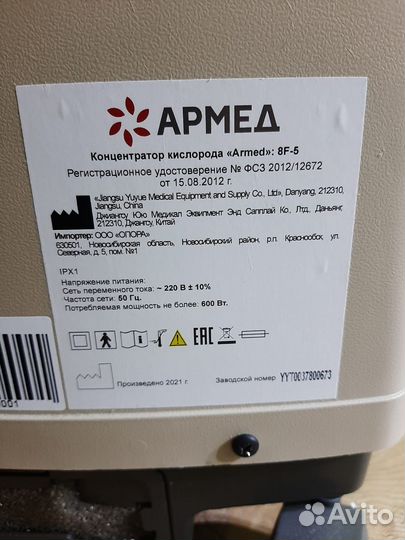 АРМЕД
Концентратор кислорода «Armed»: 8F-5
Регистрационное удостоверение № ФСЗ 2012/12672
от 15.08.2012 г.
«Jiangsu Yuyue Medical Equipment and Supply Co., Ltd», Danyang, 212310,
Jiangsu, China
Джиангсу Юю Медикал Эквипмент Энд Сапплай Ко., Лтд., Даньянг,
212310, Джангсу, Китай
Импортер: ООО «ОПОРА»
630501, Новосибирская область, Новосибирский район, р.п. Краснообск, ул.
Северная, д. 5, пом. №1
IPX1
Напряжение питания:
Сеть переменного тока: ~ 220 В ± 10%
Частота сети: 50 Гц.
Потребляемая мощность не более: 600 Вт.
EAC
Произведено 2021 г.
Заводской номер YYT0037800673
001
Avito